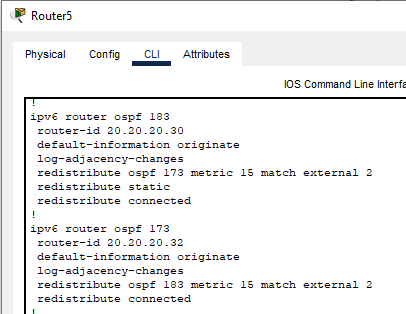 Router5
Physical Config CLI Attributes
IOS Command Line Interfa
!
ipv6 router ospf 183
router-id 20.20.20.30
default-information originate
log-adjacency-changes
redistribute ospf 173 metric 15 match external 2
redistribute static
redistribute connected
!
ipv6 router ospf 173
router-id 20.20.20.32
default-information originate
log-adjacency-changes
redistribute ospf 183 metric 15 match external 2
redistribute connected
!